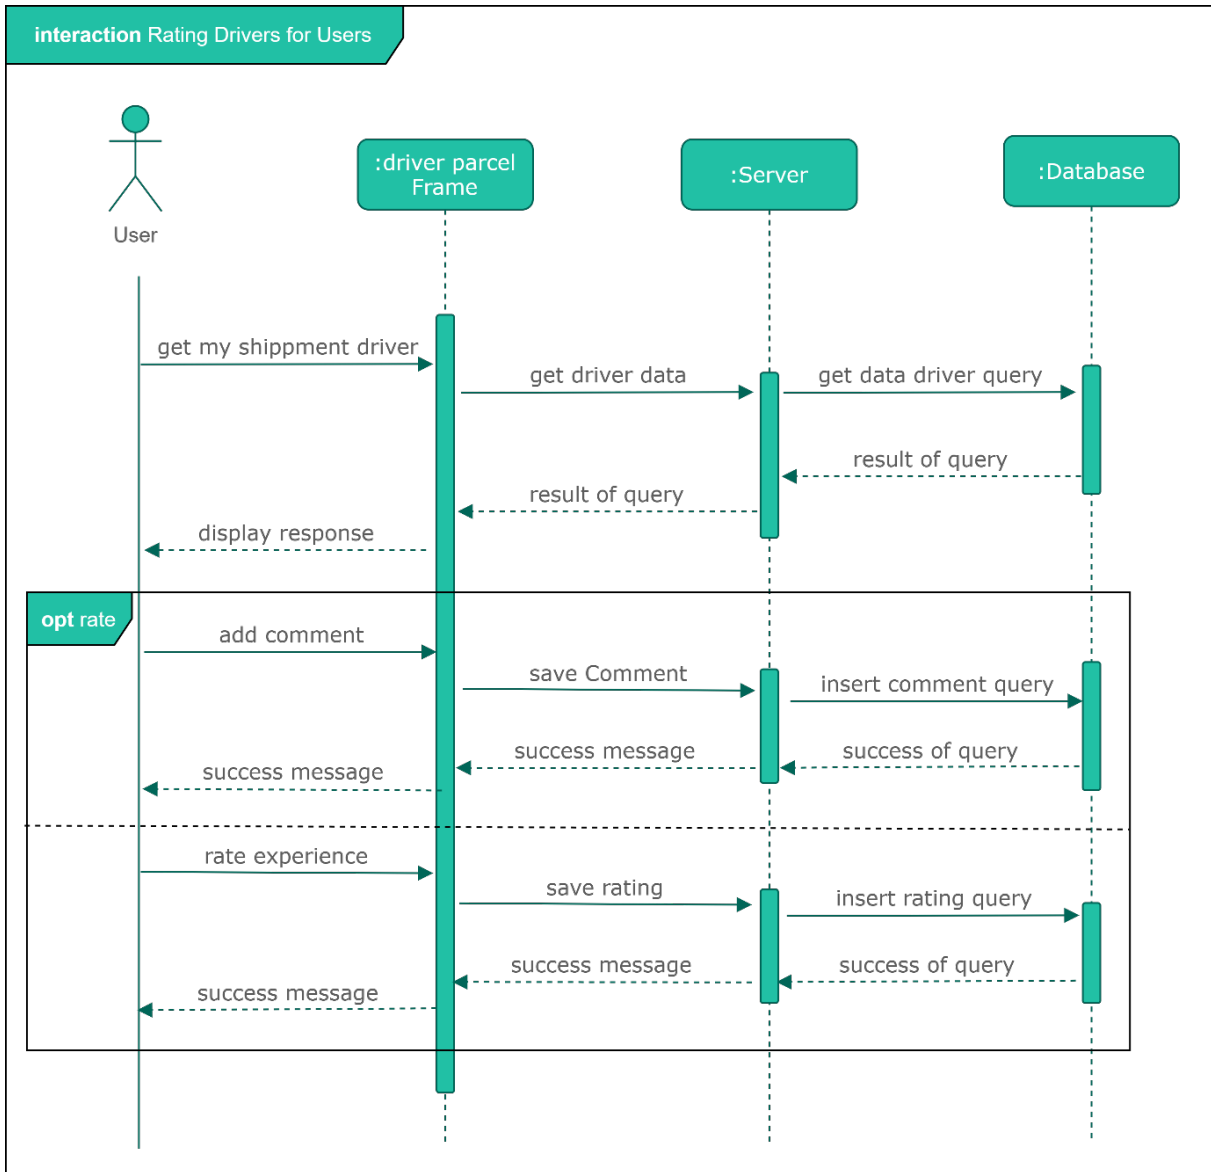 interaction Rating Drivers for Users
:driver parcel
Frame
:Server
:Database
User
get my shippment driver
get driver data
get data driver query
result of query
result of query
display response
opt rate
add comment
save Comment
insert comment query
success of query
success message
success message
rate experience
save rating
insert rating query
success of query
success message
success message